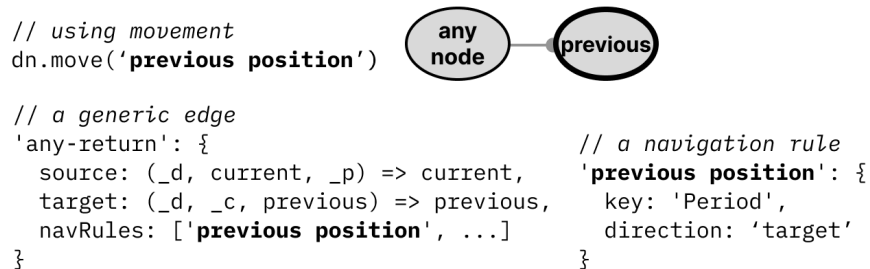 // using movement
dn.move(‘previous position’)
any
node
previous
// a generic edge
'any-return': {
  source: (_d, current, _p) => current,
  target: (_d, _c, previous) => previous,
  navRules: ['previous position', ...]
}
// a navigation rule
'previous position': {
  key: 'Period',
  direction: ‘target’
}